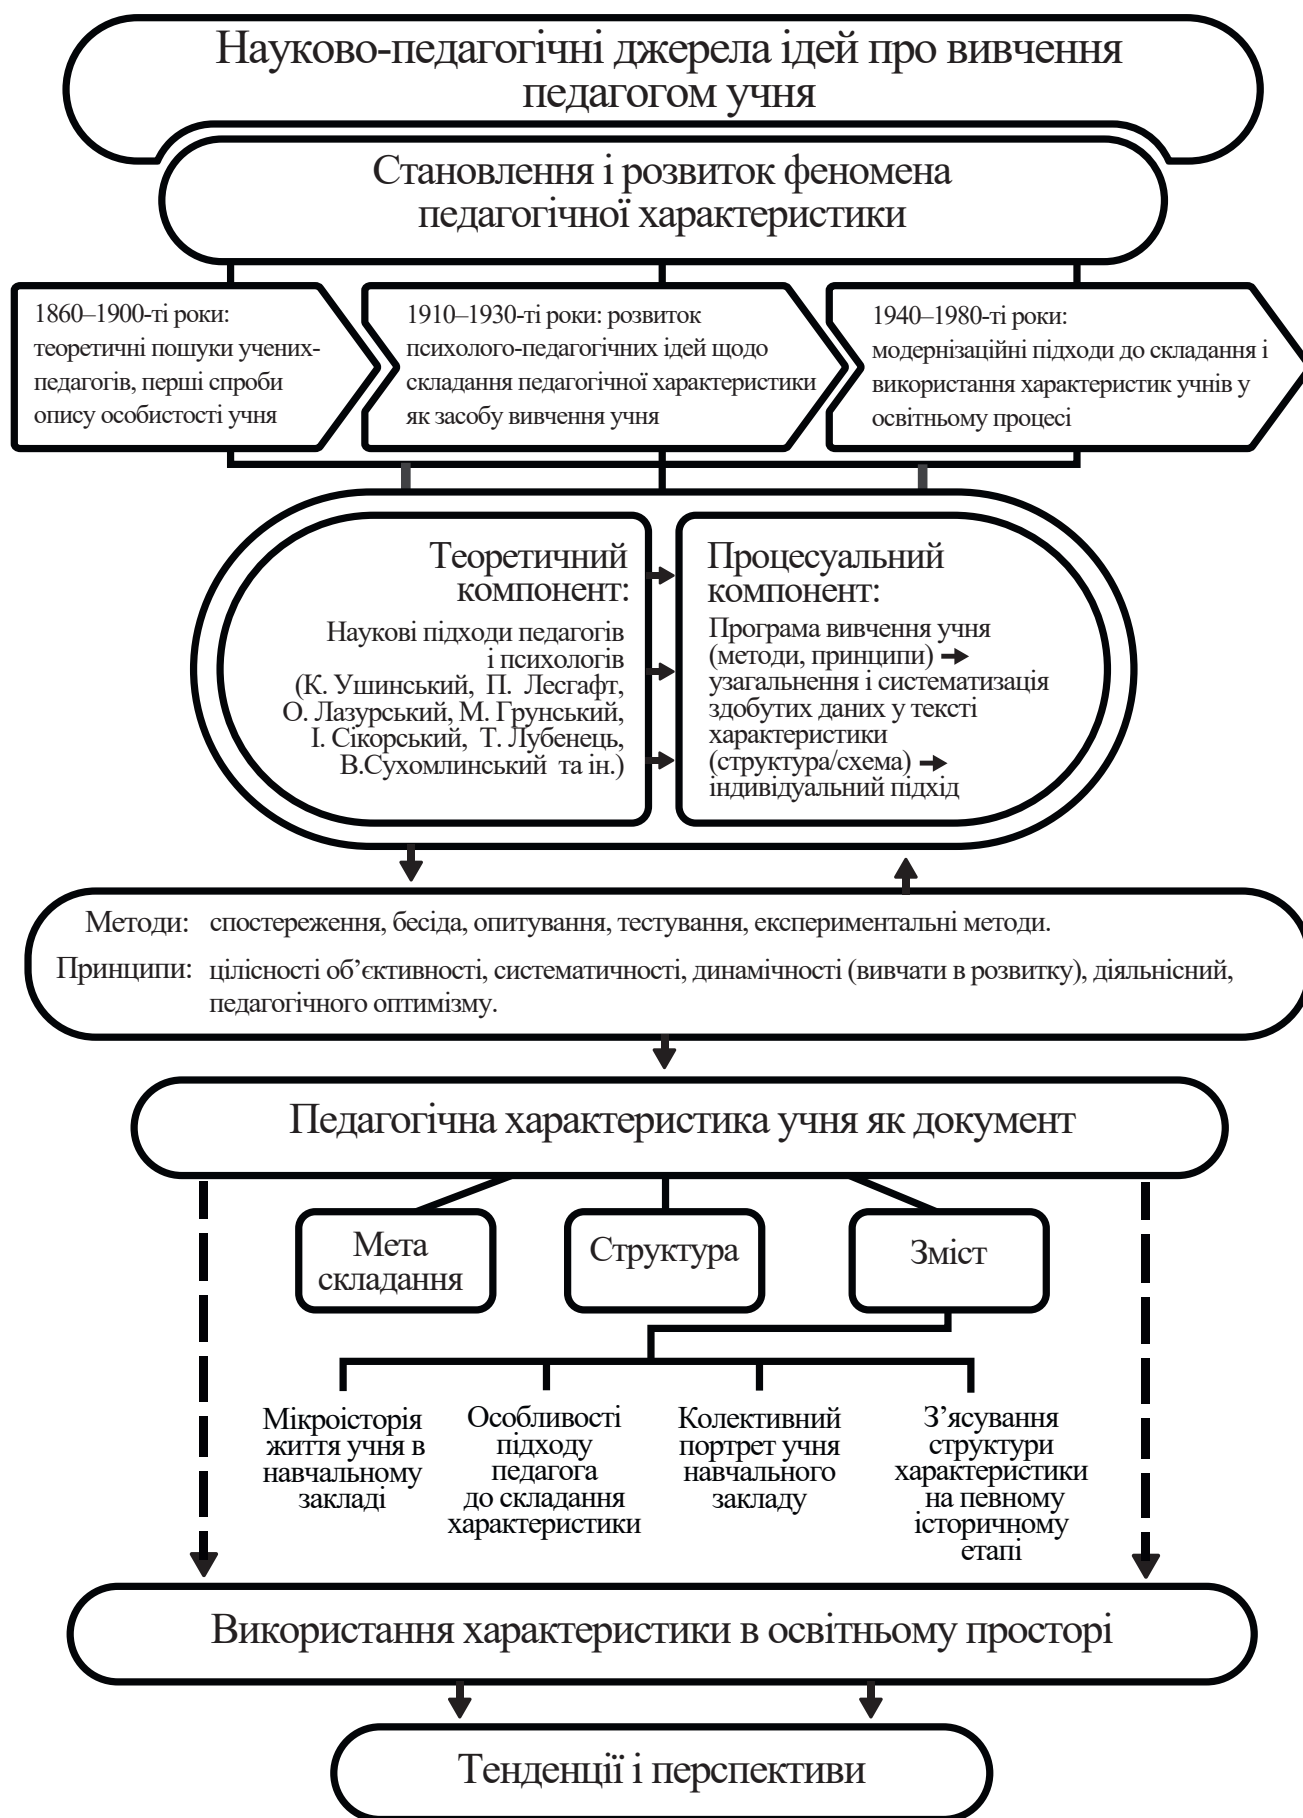 Науково-педагогічні джерела ідей про вивчення
педагогом учня
Становлення і розвиток феномена
педагогічної характеристики
1860–1900-ті роки:
теоретичні пошуки учених-
педагогів, перші спроби
опису особистості учня
1910–1930-ті роки: розвиток
психолого-педагогічних ідей щодо
складання педагогічної характеристики
як засобу вивчення учня
1940–1980-ті роки:
модернізаційні підходи до складання і
використання характеристик учнів у
освітньому процесі
Теоретичний
компонент:
Наукові підходи педагогів
і психологів
(К. Ушинський, П. Лесгафт,
О. Лазурський, М. Грунський,
І. Сікорський, Т. Лубенець,
В.Сухомлинський та ін.)
Процесуальний
компонент:
Програма вивчення учня
(методи, принципи)
узагальнення і систематизація
здобутих даних у тексті
характеристики
(структура/схема)
індивідуальний підхід
Методи: спостереження, бесіда, опитування, тестування, експериментальні методи.
Принципи: цілісності об’єктивності, систематичності, динамічності (вивчати в розвитку), діяльнісний,
педагогічного оптимізму.
Педагогічна характеристика учня як документ
Мета
складання
Структура
Зміст
Мікроісторія
життя учня в
навчальному
закладі
Особливості
підходу
педагога
до складання
характеристики
Колективний
портрет учня
навчального
закладу
З’ясування
структури
характеристики
на певному
історичному
етапі
Використання характеристики в освітньому просторі
Тенденції і перспективи